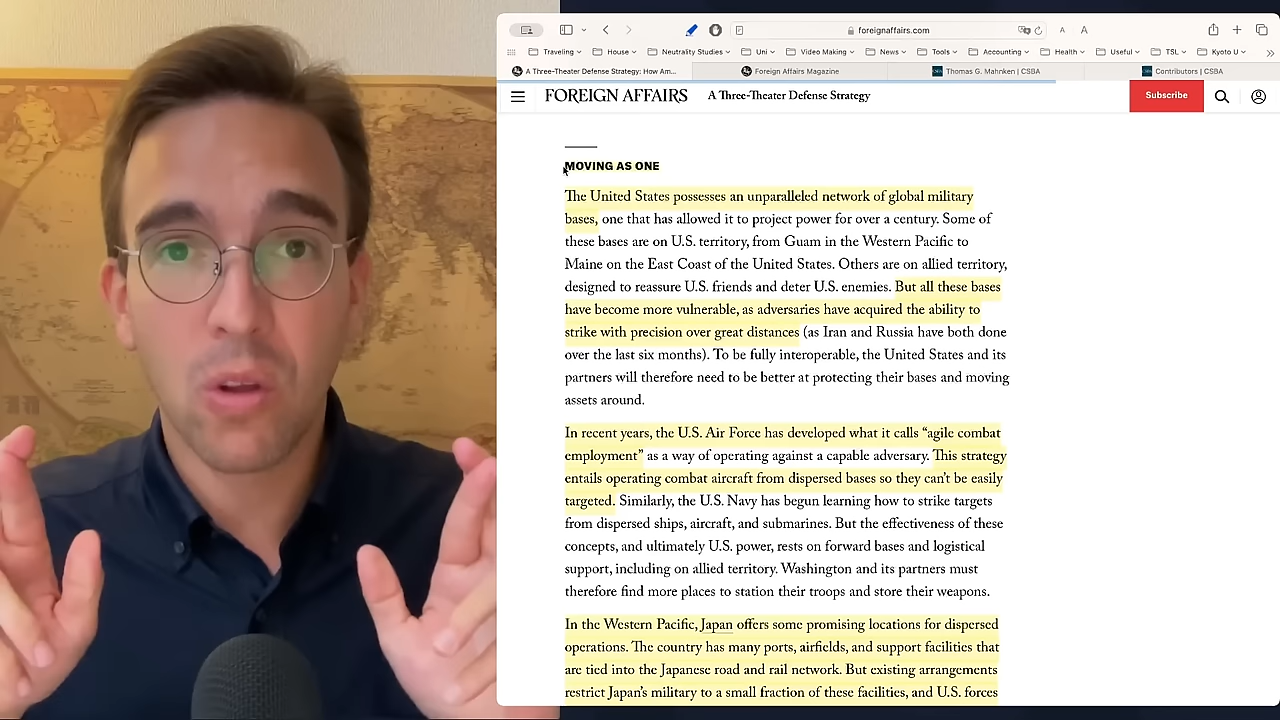 foreignaffairs.com
A
A
Traveling
House
Neutrality Studies
Uni
Video Making
News
Tools
Accounting
Health
Useful
TSL
Kyoto U
A Three-Theater Defense Strategy: How Am...
Foreign Affairs Magazine
Thomas G. Mahnken | CSBA
Contributors | CSBA
FOREIGN AFFAIRS
A Three-Theater Defense Strategy
Subscribe
MOVING AS ONE
The United States possesses an unparalleled network of global military
bases, one that has allowed it to project power for over a century. Some of
these bases are on U.S. territory, from Guam in the Western Pacific to
Maine on the East Coast of the United States. Others are on allied territory,
designed to reassure U.S. friends and deter U.S. enemies. But all these bases
have become more vulnerable, as adversaries have acquired the ability to
strike with precision over great distances (as Iran and Russia have both done
over the last six months). To be fully interoperable, the United States and its
partners will therefore need to be better at protecting their bases and moving
assets around.
In recent years, the U.S. Air Force has developed what it calls “agile combat
employment” as a way of operating against a capable adversary. This strategy
entails operating combat aircraft from dispersed bases so they can’t be easily
targeted. Similarly, the U.S. Navy has begun learning how to strike targets
from dispersed ships, aircraft, and submarines. But the effectiveness of these
concepts, and ultimately U.S. power, rests on forward bases and logistical
support, including on allied territory. Washington and its partners must
therefore find more places to station their troops and store their weapons.
In the Western Pacific, Japan offers some promising locations for dispersed
operations. The country has many ports, airfields, and support facilities that
are tied into the Japanese road and rail network. But existing arrangements
restrict Japan’s military to a small fraction of these facilities, and U.S. forces